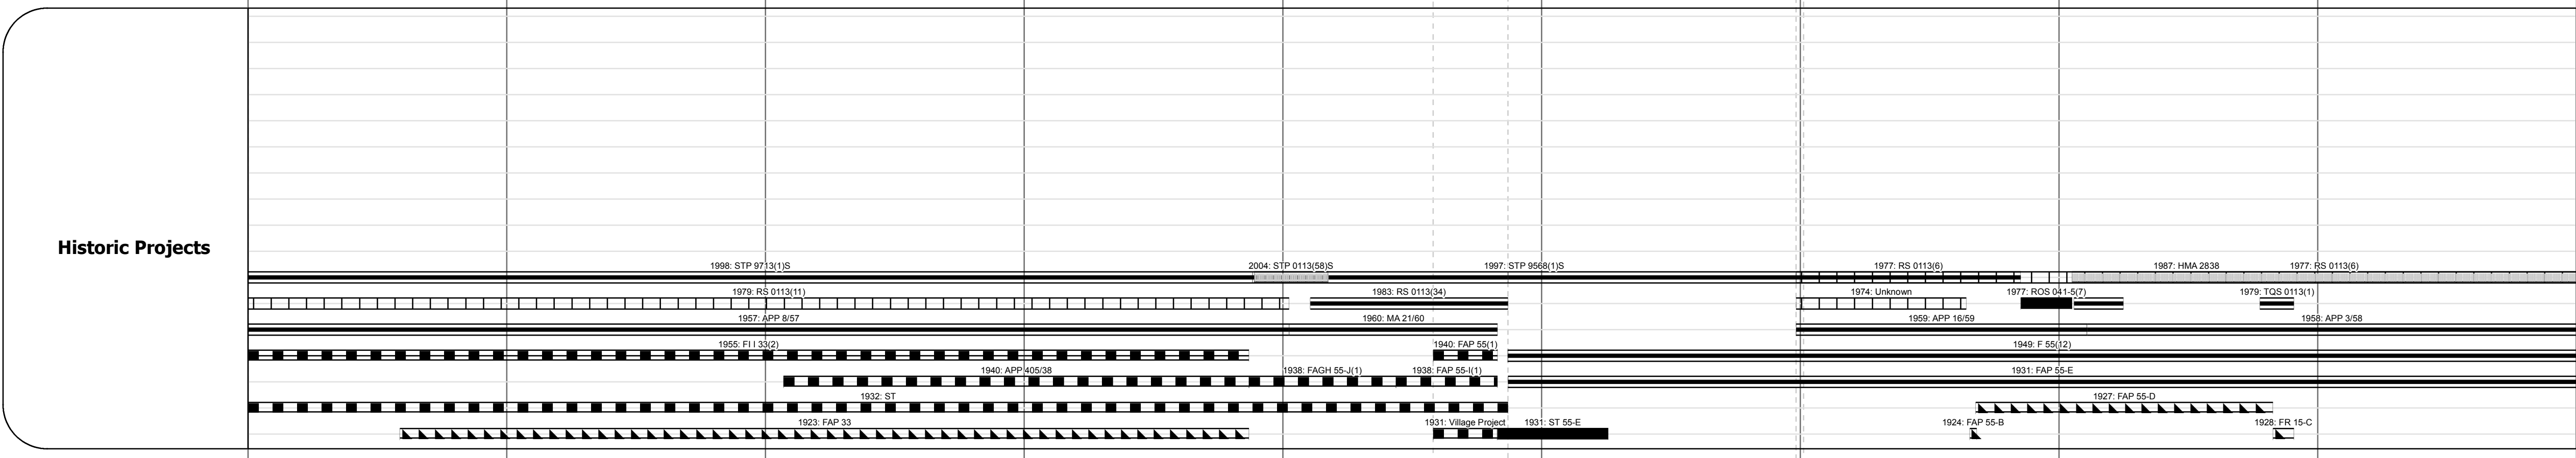 Historic Projects
1998: STP 9713(1)S 2004: STP 0113(58)S 1997: STP 9568(1)S 1977: RS 0113(6) 1987: HMA 2838 1977: RS 0113(6)
1979: RS 0113(11) 1983: RS 0113(34) 1974: Unknown 1977: ROS 041-5(7) 1979: TQS 0113(1)
1957: APP 8/57 1960: MA 21/60 1959: APP 16/59 1958: APP 3/58
1955: FI I 33(2) 1940: FAP 55(1) 1949: F 55(12)
1940: APP 405/38 1938: FAGH 55-J(1) 1938: FAP 55-I(1) 1931: FAP 55-E
1932: ST 1927: FAP 55-D
1923: FAP 33 1931: Village Project 1931: ST 55-E 1924: FAP 55-B 1928: FR 15-C